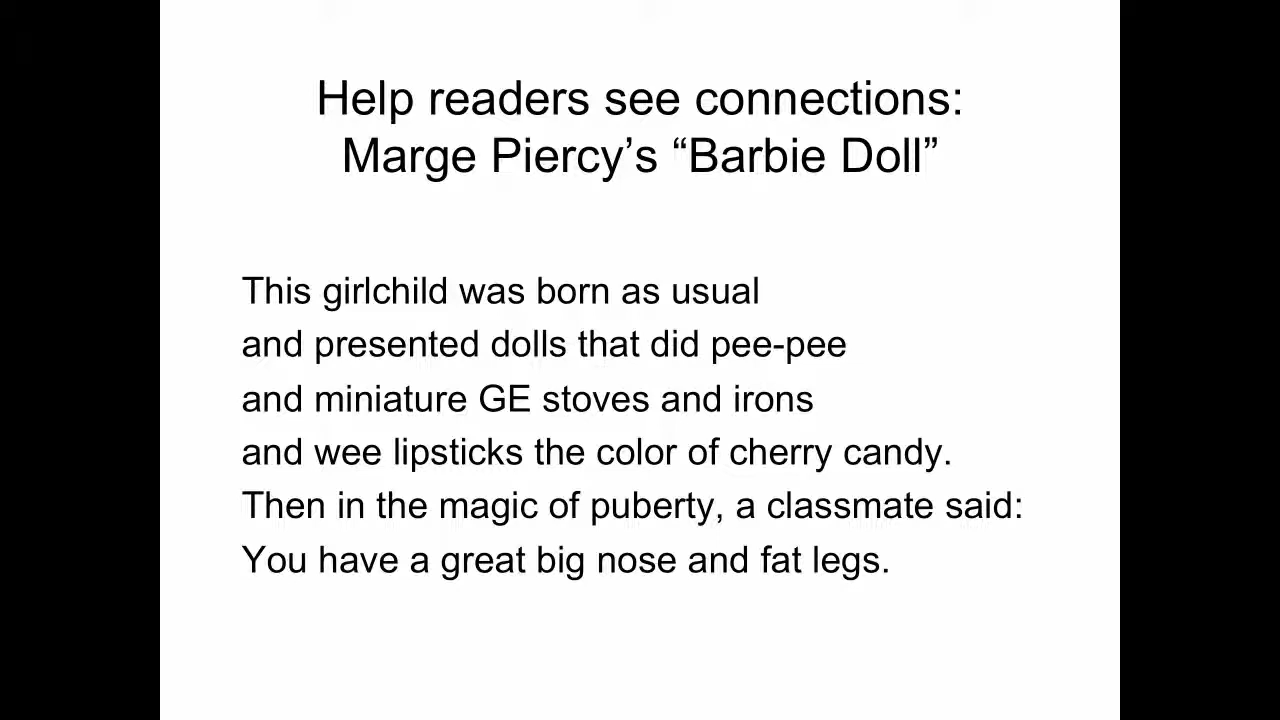 Help readers see connections:
Marge Piercy’s “Barbie Doll”
This girlchild was born as usual
and presented dolls that did pee-pee
and miniature GE stoves and irons
and wee lipsticks the color of cherry candy.
Then in the magic of puberty, a classmate said:
You have a great big nose and fat legs.